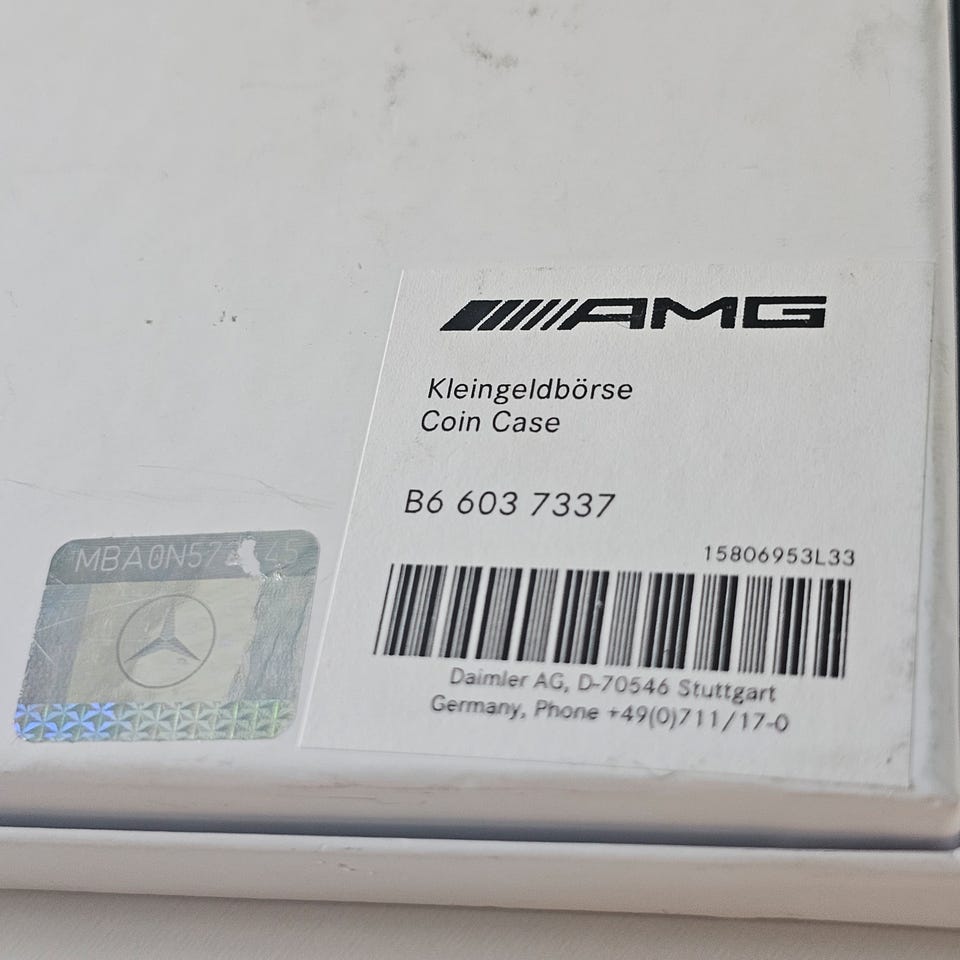 AMG
Kleingeldbörse
Coin Case
B6 603 7337
15806953L33
Daimler AG, D-70546 Stuttgart
Germany, Phone +49(0)711/17-0